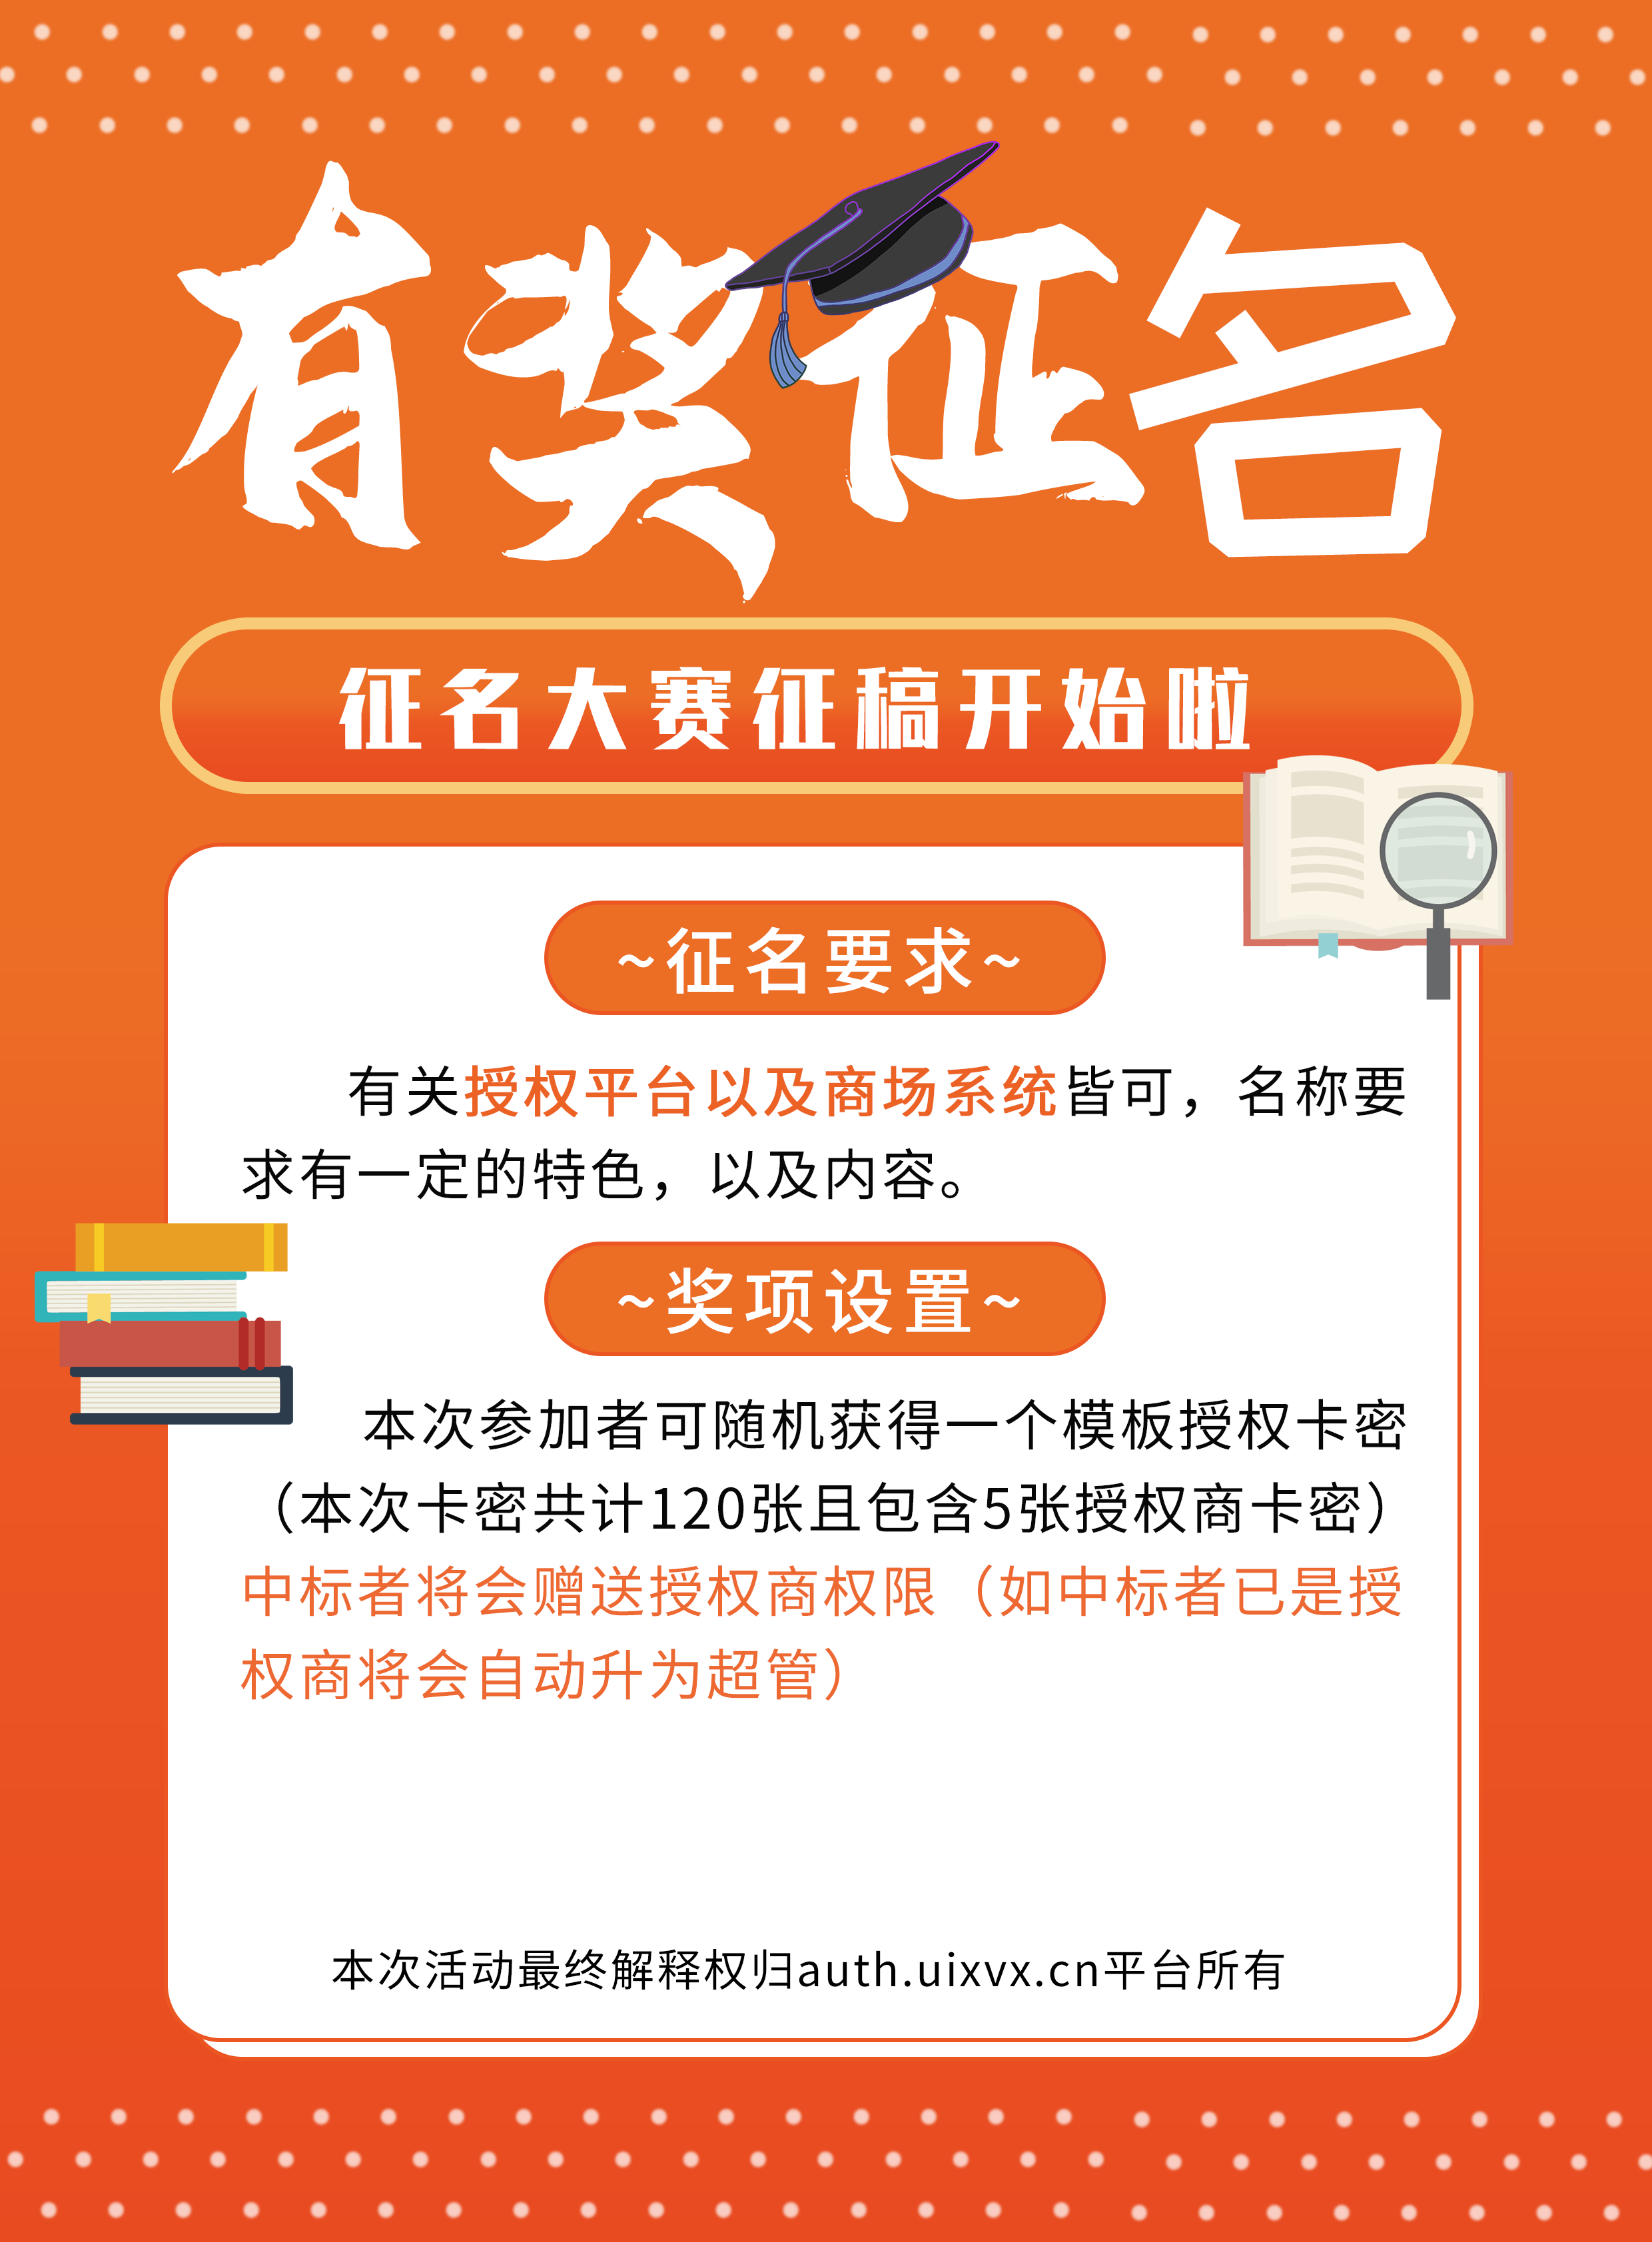 有奖征名
征名大赛征稿开始啦
~征名要求~
有关授权平台以及商场系统皆可，名称要
求有一定的特色，以及内容。
~奖项设置~
本次参加者可随机获得一个模板授权卡密
（本次卡密共计120张且包含5张授权商卡密）
中标者将会赠送授权商权限（如中标者已是授
权商将会自动升为超管）
本次活动最终解释权归auth.uixvx.cn平台所有